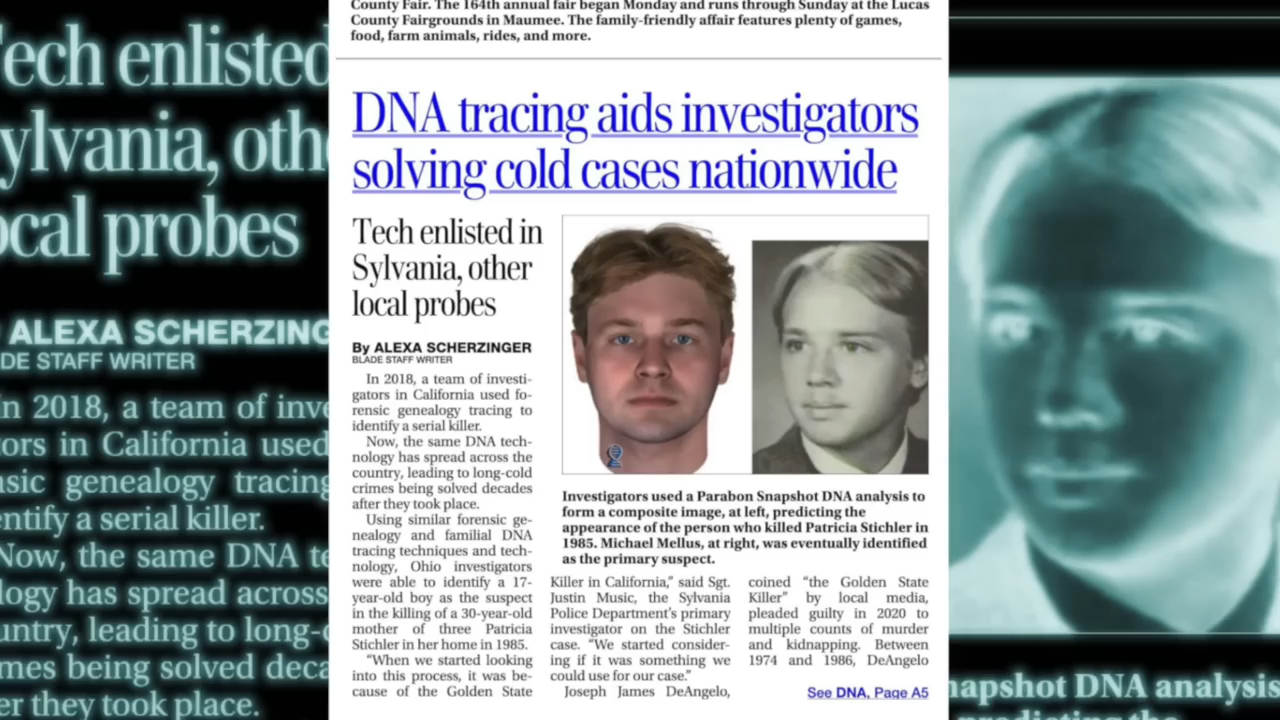 County Fair. The 164th annual fair began Monday and runs through Sunday at the Lucas
County Fairgrounds in Maumee. The family-friendly affair features plenty of games,
food, farm animals, rides, and more.
DNA tracing aids investigators
solving cold cases nationwide
Tech enlisted in
Sylvania, other
local probes
By ALEXA SCHERZINGER
BLADE STAFF WRITER
In 2018, a team of investi-
gators in California used fo-
rensic genealogy tracing to
identify a serial killer.
Now, the same DNA tech-
nology has spread across the
country, leading to long-cold
crimes being solved decades
after they took place.
Using similar forensic ge-
nealogy and familial DNA
tracing techniques and tech-
nology, Ohio investigators
were able to identify a 17-
year-old boy as the suspect
in the killing of a 30-year-old
mother of three Patricia
Stichler in her home in 1985.
“When we started looking
into this process, it was be-
cause of the Golden State
Investigators used a Parabon Snapshot DNA analysis to
form a composite image, at left, predicting the
appearance of the person who killed Patricia Stichler in
1985. Michael Mellus, at right, was eventually identified
as the primary suspect.
Killer in California,” said Sgt.
Justin Music, the Sylvania
Police Department’s primary
investigator on the Stichler
case. “We started consider-
ing if it was something we
could use for our case.”
Joseph James DeAngelo,
coined “the Golden State
Killer” by local media,
pleaded guilty in 2020 to
multiple counts of murder
and kidnapping. Between
1974 and 1986, DeAngelo
See DNA, Page A5
ech enlisted
ylvania, oth
cal probes
ALEXA SCHERZING
DE STAFF WRITER
n 2018, a team of inve
ors in California used
sic genealogy tracing
entify a serial killer.
Now, the same DNA te
logy has spread across
untry, leading to long-c
mes being solved deca
er they took place.
napshot DNA analysis
predicting the